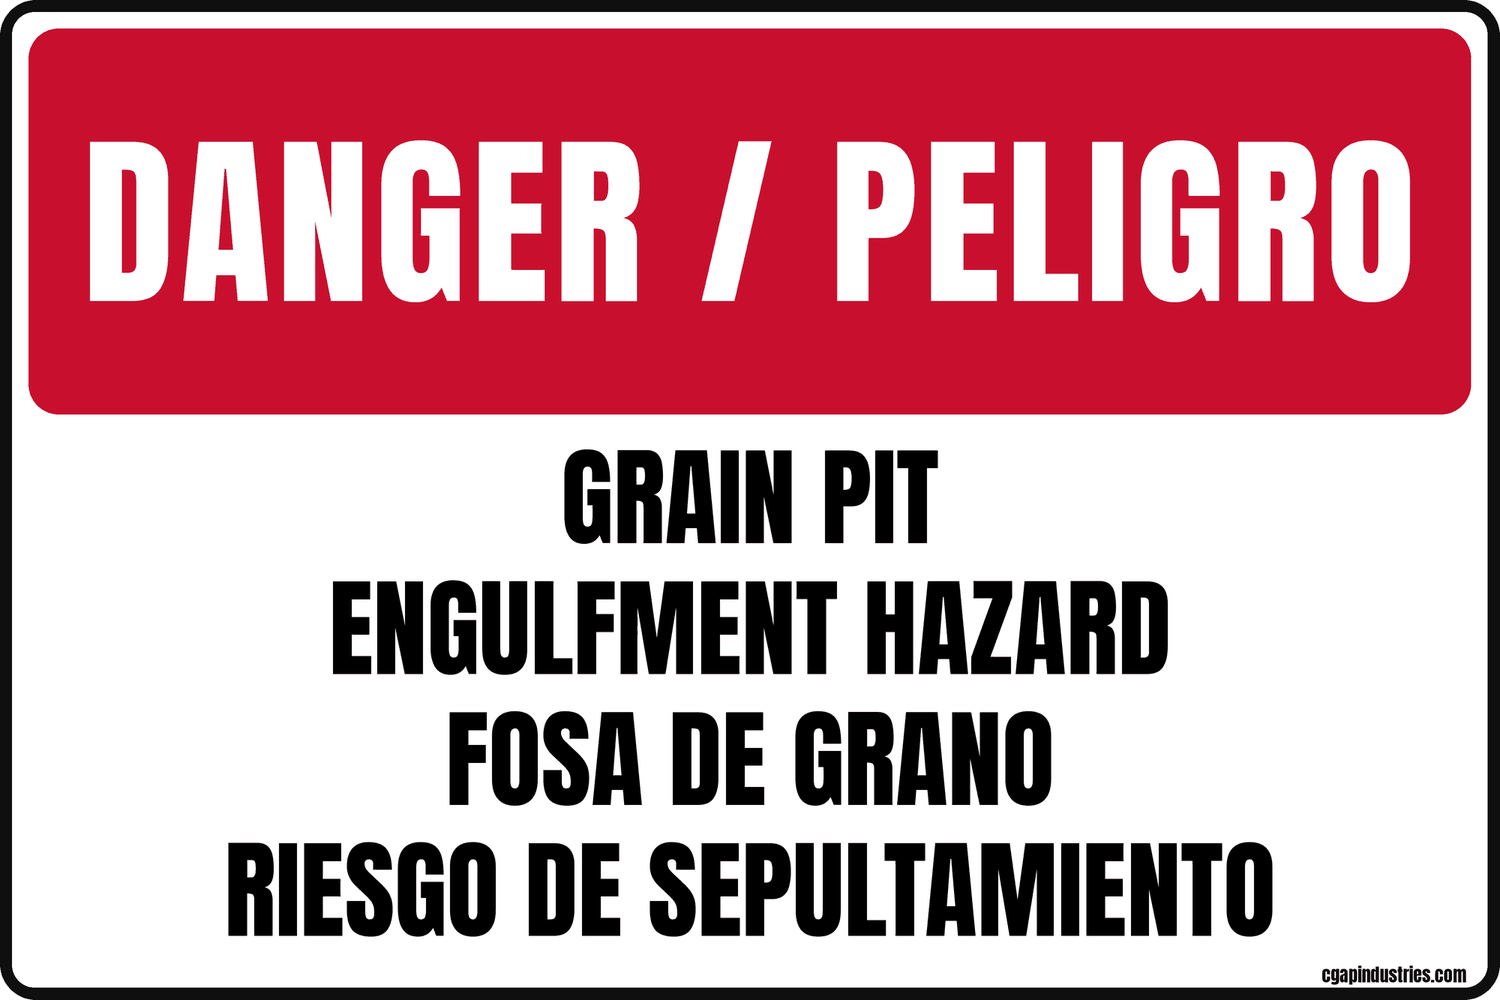 DANGER / PELIGRO
GRAIN PIT
ENGULFMENT HAZARD
FOSA DE GRANO
RIESGO DE SEPULTAMIENTO
cgapindustries.com